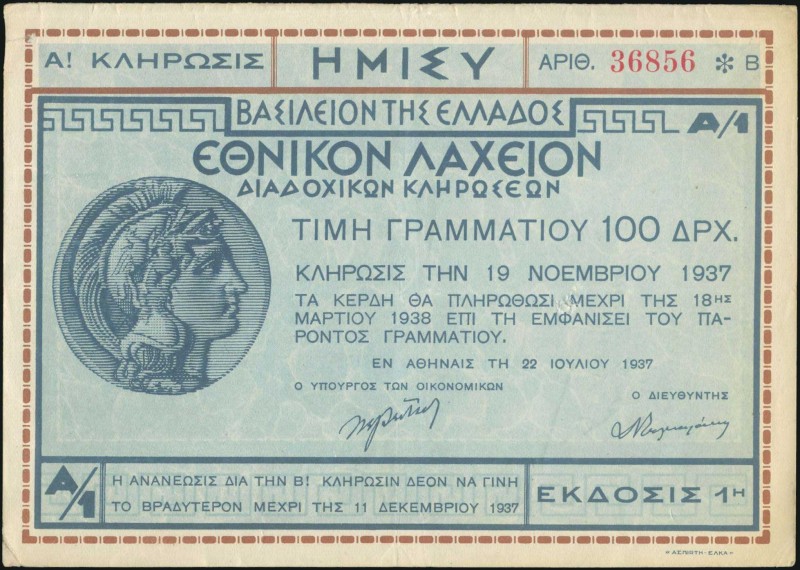 Α! ΚΛΗΡΩΣΙΣ
ΗΜΙΣΥ
ΑΡΙΘ. 36856 * Β
ΒΑΣΙΛΕΙΟΝ ΤΗΣ ΕΛΛΑΔΟΣ
Α/1
ΕΘΝΙΚΟΝ ΛΑΧΕΙΟΝ
ΔΙΑΔΟΧΙΚΩΝ ΚΛΗΡΩΣΕΩΝ
ΤΙΜΗ ΓΡΑΜΜΑΤΙΟΥ 100 ΔΡΧ.
ΚΛΗΡΩΣΙΣ ΤΗΝ 19 ΝΟΕΜΒΡΙΟΥ 1937
ΤΑ ΚΕΡΔΗ ΘΑ ΠΛΗΡΩΘΩΣΙ ΜΕΧΡΙ ΤΗΣ 18ΗΣ
ΜΑΡΤΙΟΥ 1938 ΕΠΙ ΤΗ ΕΜΦΑΝΙΣΕΙ ΤΟΥ ΠΑ-
ΡΟΝΤΟΣ ΓΡΑΜΜΑΤΙΟΥ.
ΕΝ ΑΘΗΝΑΙΣ ΤΗ 22 ΙΟΥΛΙΟΥ 1937
Ο ΥΠΟΥΡΓΟΣ ΤΩΝ ΟΙΚΟΝΟΜΙΚΩΝ
Ο ΔΙΕΥΘΥΝΤΗΣ
Α/1
Η ΑΝΑΝΕΩΣΙΣ ΔΙΑ ΤΗΝ Β! ΚΛΗΡΩΣΙΝ ΔΕΟΝ ΝΑ ΓΙΝΗ
ΤΟ ΒΡΑΔΥΤΕΡΟΝ ΜΕΧΡΙ ΤΗΣ 11 ΔΕΚΕΜΒΡΙΟΥ 1937
ΕΚΔΟΣΙΣ 1Η
"ΑΣΠΙΩΤΗ-ΕΛΚΑ"